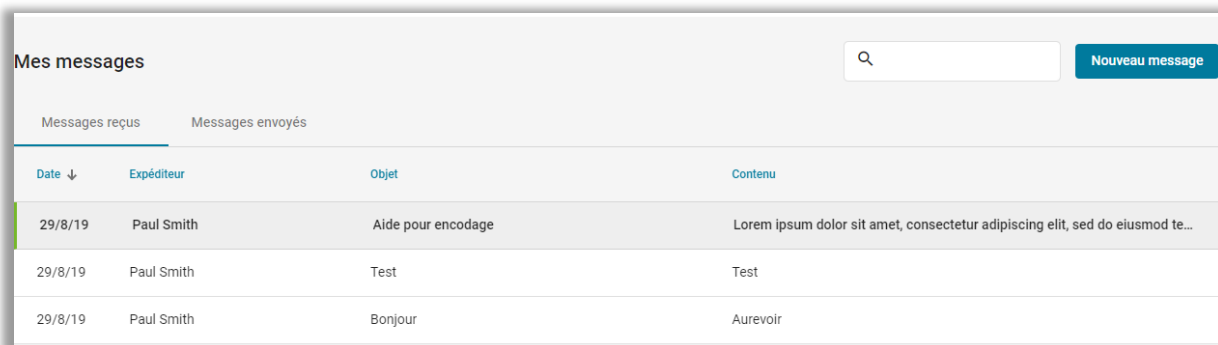 Mes messages Nouveau message
Messages reçus Messages envoyés
Date Expéditeur Objet Contenu
29/8/19 Paul Smith Aide pour encodage Lorem ipsum dolor sit amet, consectetur adipiscing elit, sed do eiusmod te...
29/8/19 Paul Smith Test Test
29/8/19 Paul Smith Bonjour Aurevoir